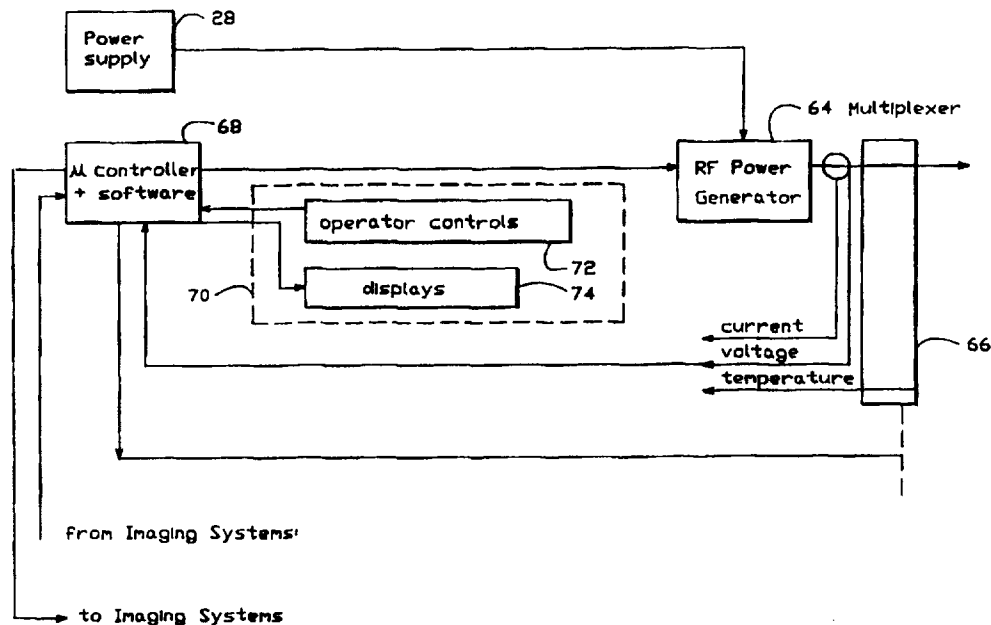 28
Power
supply
68
64 Multiplexer
μ controller
+ software
RF Power
Generator
operator controls
72
70
displays
74
current
voltage
66
temperature
from Imaging Systems
to Imaging Systems